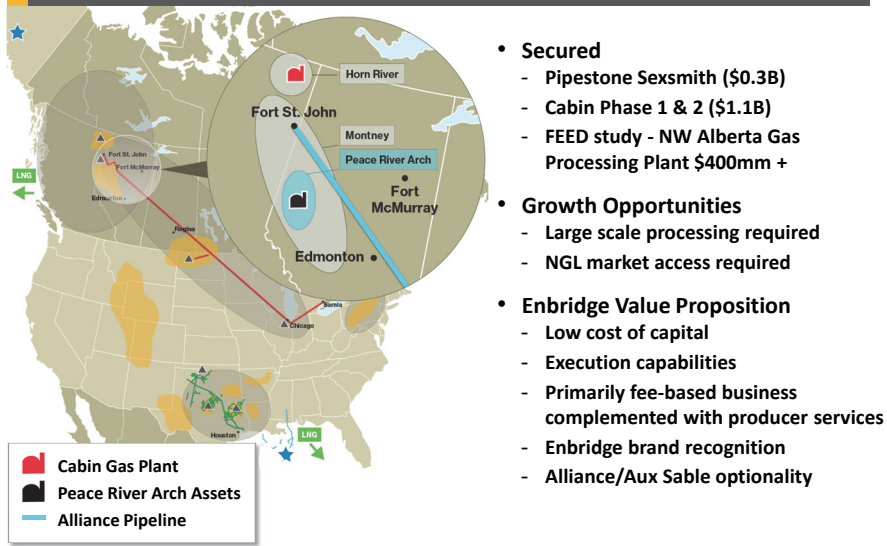 Horn River
Fort St. John
Montney
Peace River Arch
Fort
McMurray
Edmonton
Fort St. John
Fort McMurray
LNG
Edmonton
Regina
Sarnia
Chicago
Houston
LNG
Cabin Gas Plant
Peace River Arch Assets
Alliance Pipeline
• Secured
- Pipestone Sexsmith ($0.3B)
- Cabin Phase 1 & 2 ($1.1B)
- FEED study - NW Alberta Gas
Processing Plant $400mm +
• Growth Opportunities
- Large scale processing required
- NGL market access required
• Enbridge Value Proposition
- Low cost of capital
- Execution capabilities
- Primarily fee-based business
complemented with producer services
- Enbridge brand recognition
- Alliance/Aux Sable optionality